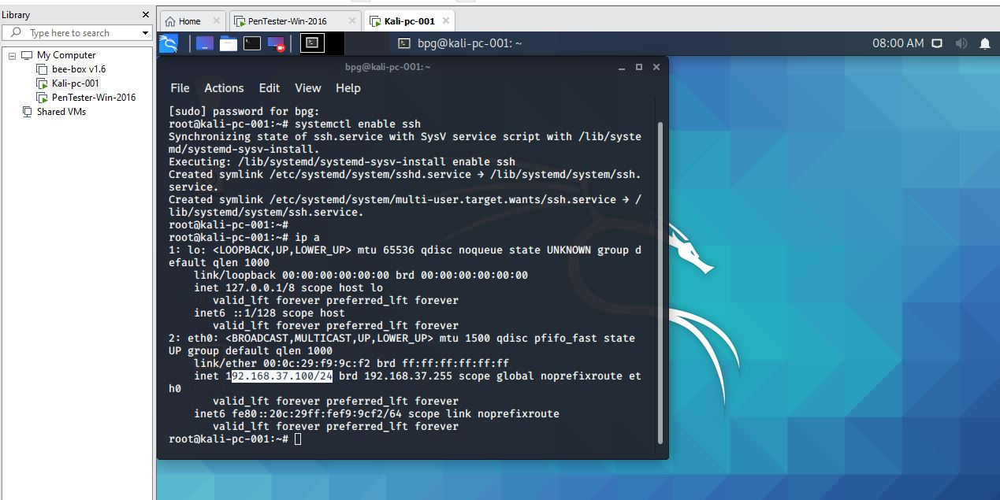 Library
Type here to search
My Computer
bee-box v1.6
Kali-pc-001
PenTester-Win-2016
Shared VMs
Home
PenTester-Win-2016
Kali-pc-001
bpg@kali-pc-001: ~
08:00 AM
bpg@kali-pc-001: ~
File Actions Edit View Help
[sudo] password for bpg:
root@kali-pc-001:~# systemctl enable ssh
Synchronizing state of ssh.service with SysV service script with /lib/syste
md/systemd-sysv-install.
Executing: /lib/systemd/systemd-sysv-install enable ssh
Created symlink /etc/systemd/system/sshd.service → /lib/systemd/system/ssh.
service.
Created symlink /etc/systemd/system/multi-user.target.wants/ssh.service → /
lib/systemd/system/ssh.service.
root@kali-pc-001:~#
root@kali-pc-001:~# ip a
1: lo: <LOOPBACK,UP,LOWER_UP> mtu 65536 qdisc noqueue state UNKNOWN group d
efault qlen 1000
link/loopback 00:00:00:00:00:00 brd 00:00:00:00:00:00
inet 127.0.0.1/8 scope host lo
valid_lft forever preferred_lft forever
inet6 ::1/128 scope host
valid_lft forever preferred_lft forever
2: eth0: <BROADCAST,MULTICAST,UP,LOWER_UP> mtu 1500 qdisc pfifo_fast state
UP group default qlen 1000
link/ether 00:0c:29:f9:9c:f2 brd ff:ff:ff:ff:ff:ff
inet 192.168.37.100/24 brd 192.168.37.255 scope global noprefixroute et
h0
valid_lft forever preferred_lft forever
inet6 fe80::20c:29ff:fef9:9cf2/64 scope link noprefixroute
valid_lft forever preferred_lft forever
root@kali-pc-001:~#